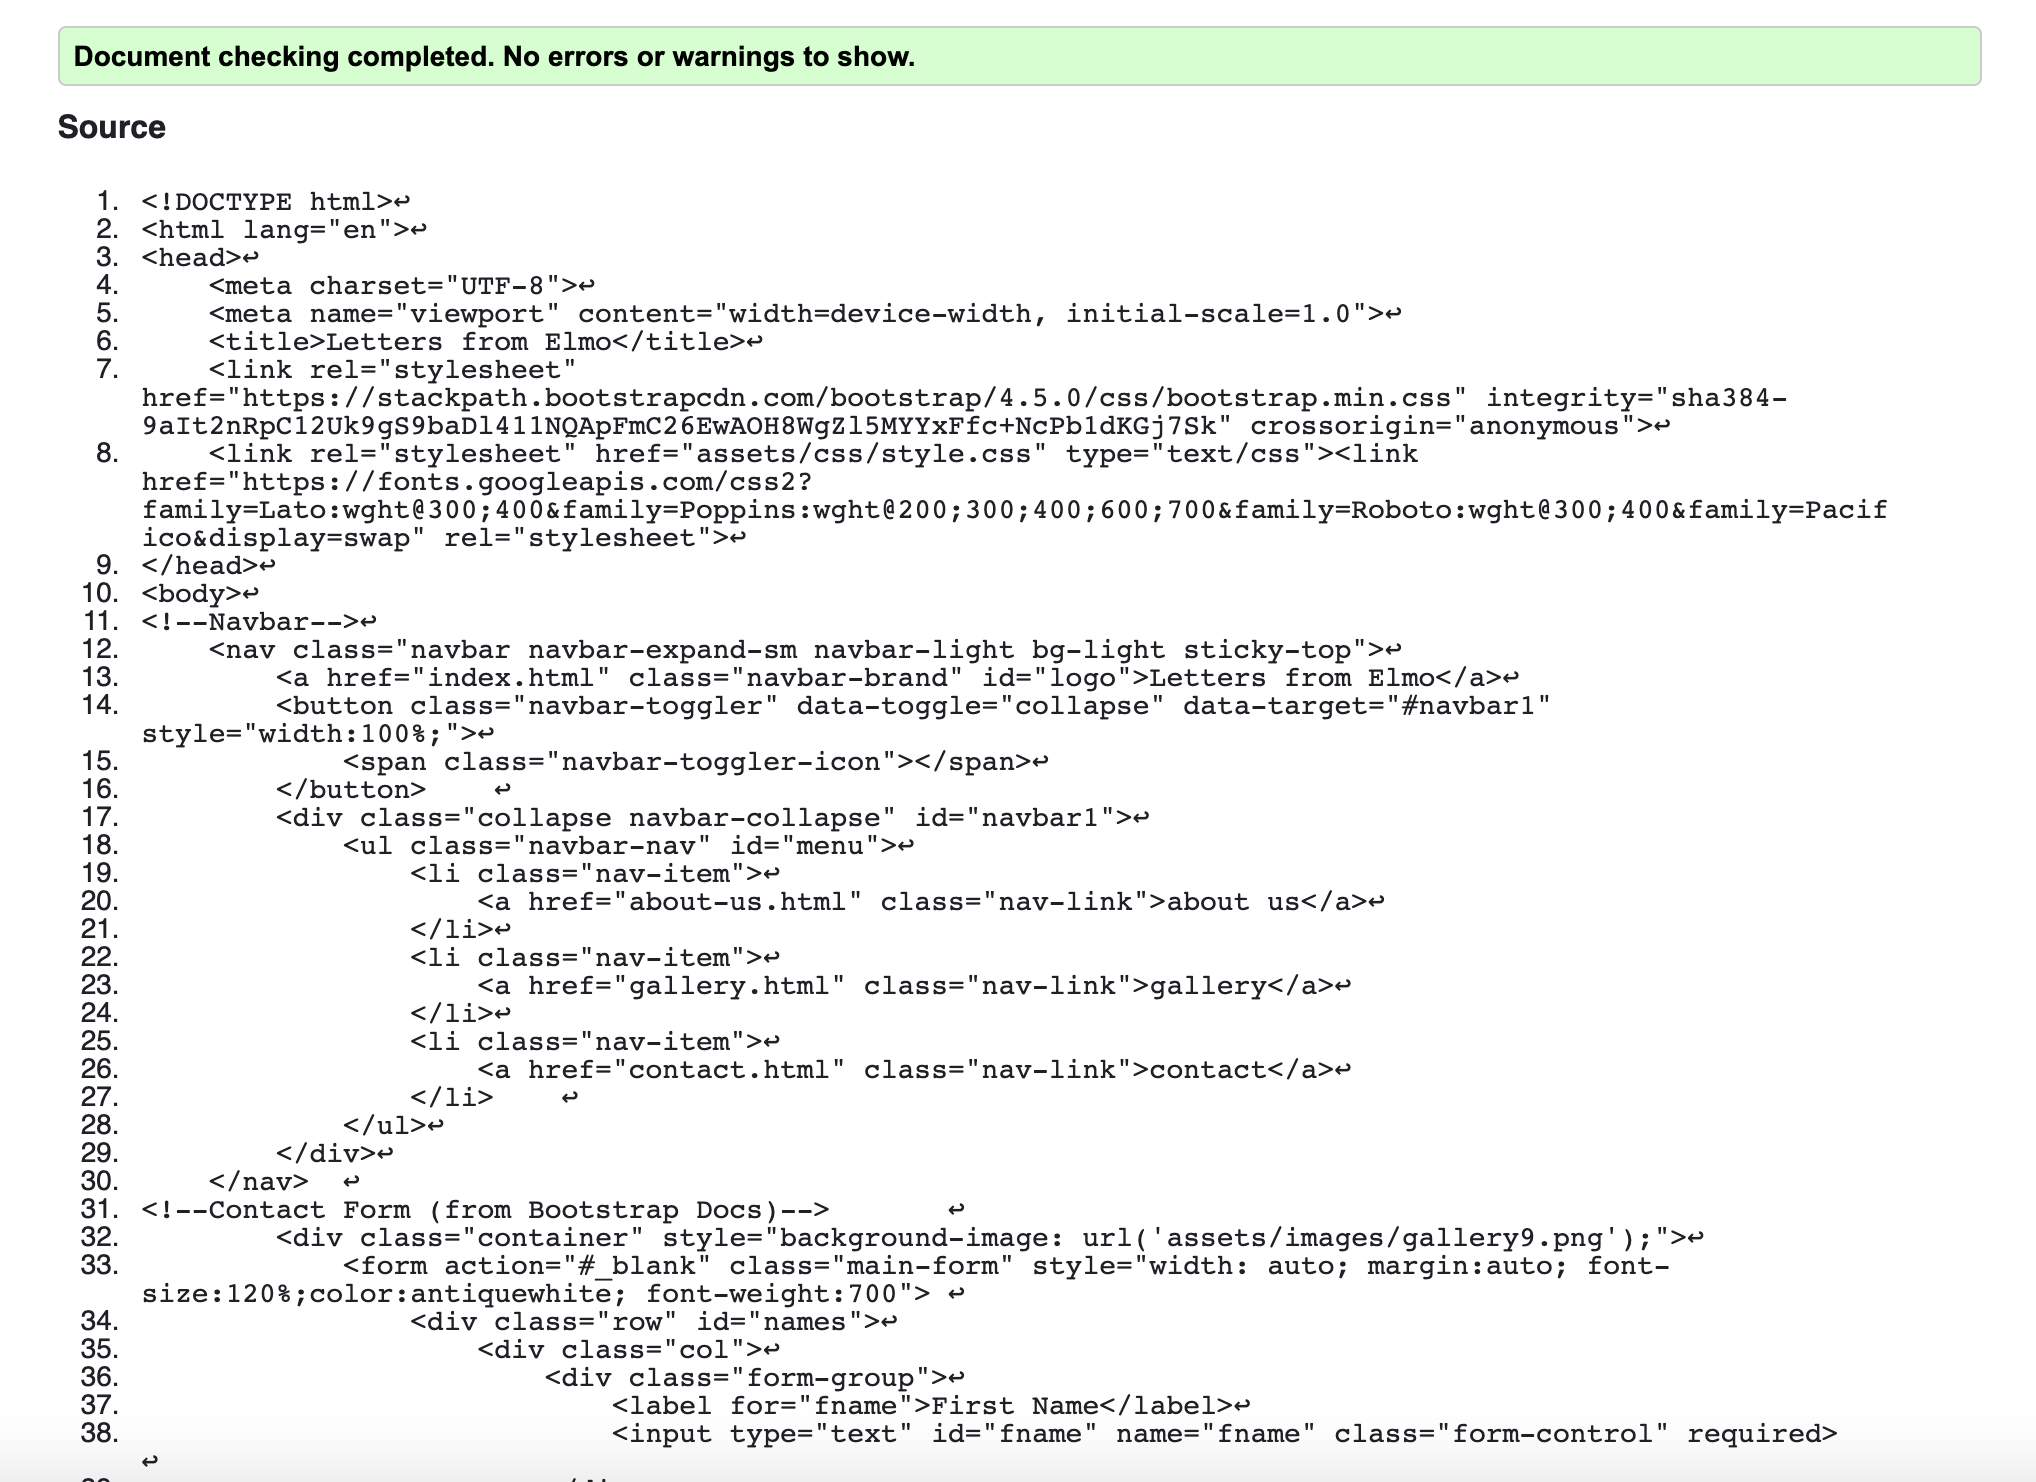 Document checking completed. No errors or warnings to show.
Source
1. <!DOCTYPE html>↩
2. <html lang="en">↩
3. <head>↩
4.     <meta charset="UTF-8">↩
5.     <meta name="viewport" content="width=device-width, initial-scale=1.0">↩
6.     <title>Letters from Elmo</title>↩
7.     <link rel="stylesheet"
href="https://stackpath.bootstrapcdn.com/bootstrap/4.5.0/css/bootstrap.min.css" integrity="sha384-
9aIt2nRpC12Uk9gS9baDl411NQApFmC26EwAOH8WgZl5MYYxFfc+NcPb1dKGj7Sk" crossorigin="anonymous">↩
8.     <link rel="stylesheet" href="assets/css/style.css" type="text/css"><link
href="https://fonts.googleapis.com/css2?
family=Lato:wght@300;400&family=Poppins:wght@200;300;400;600;700&family=Roboto:wght@300;400&family=Pacif
ico&display=swap" rel="stylesheet">↩
9. </head>↩
10. <body>↩
11. <!--Navbar-->↩
12.     <nav class="navbar navbar-expand-sm navbar-light bg-light sticky-top">↩
13.         <a href="index.html" class="navbar-brand" id="logo">Letters from Elmo</a>↩
14.         <button class="navbar-toggler" data-toggle="collapse" data-target="#navbar1"
style="width:100%;">↩
15.             <span class="navbar-toggler-icon"></span>↩
16.         </button>    ↩
17.         <div class="collapse navbar-collapse" id="navbar1">↩
18.             <ul class="navbar-nav" id="menu">↩
19.                 <li class="nav-item">↩
20.                     <a href="about-us.html" class="nav-link">about us</a>↩
21.                 </li>↩
22.                 <li class="nav-item">↩
23.                     <a href="gallery.html" class="nav-link">gallery</a>↩
24.                 </li>↩
25.                 <li class="nav-item">↩
26.                     <a href="contact.html" class="nav-link">contact</a>↩
27.                 </li>    ↩
28.             </ul>↩
29.         </div>↩
30.     </nav>  ↩
31. <!--Contact Form (from Bootstrap Docs)-->       ↩
32.         <div class="container" style="background-image: url('assets/images/gallery9.png');">↩
33.             <form action="#_blank" class="main-form" style="width: auto; margin:auto; font-
size:120%;color:antiquewhite; font-weight:700"> ↩
34.                 <div class="row" id="names">↩
35.                     <div class="col">↩
36.                         <div class="form-group">↩
37.                             <label for="fname">First Name</label>↩
38.                             <input type="text" id="fname" name="fname" class="form-control" required>
↩